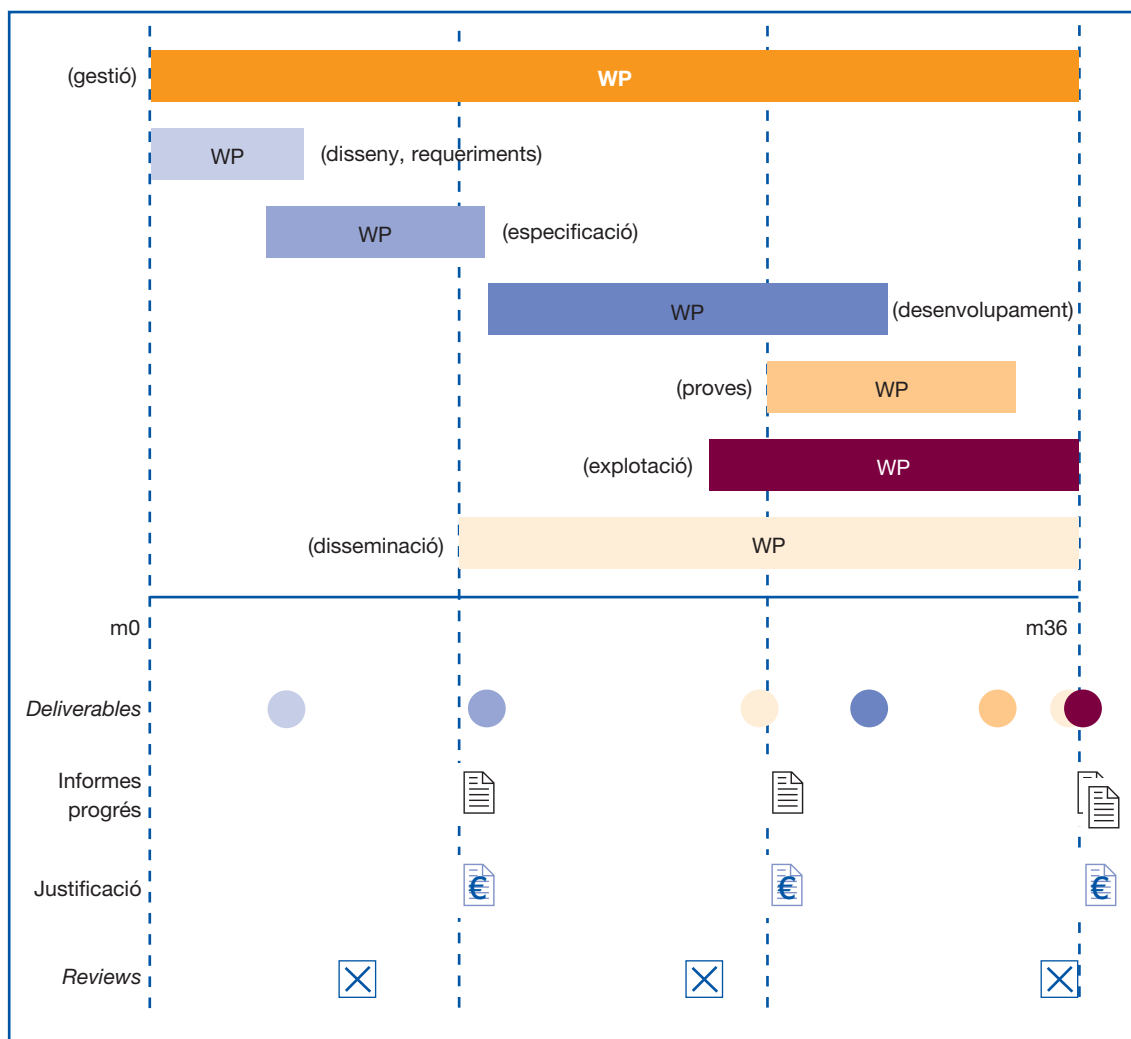 (gestió)
WP
WP
(disseny, requeriments)
WP
(especificació)
WP
(desenvolupament)
(proves)
WP
(explotació)
WP
(disseminació)
WP
m0
m36
Deliverables
Informes
progrés
Justificació
€
€
€
Reviews